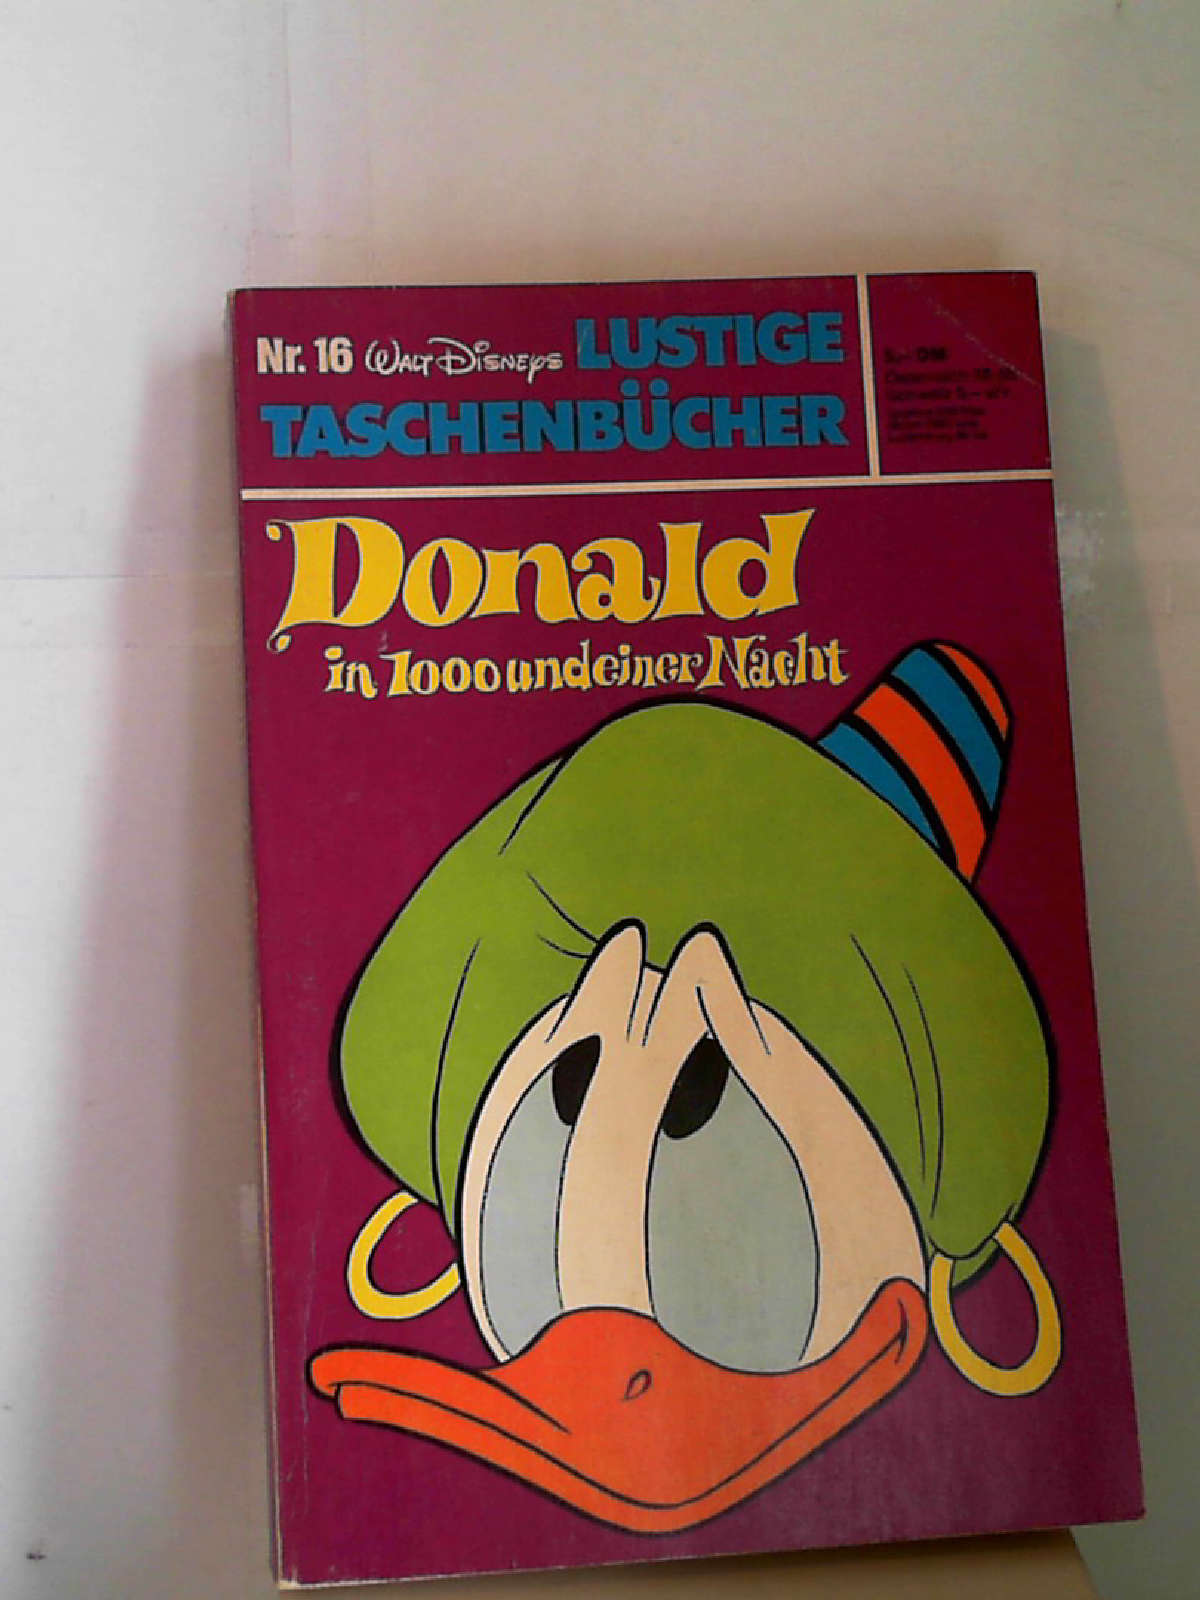 Nr. 16 Walt Disneys LUSTIGE
TASCHENBÜCHER
Donald
in 1000 undeiner Nacht